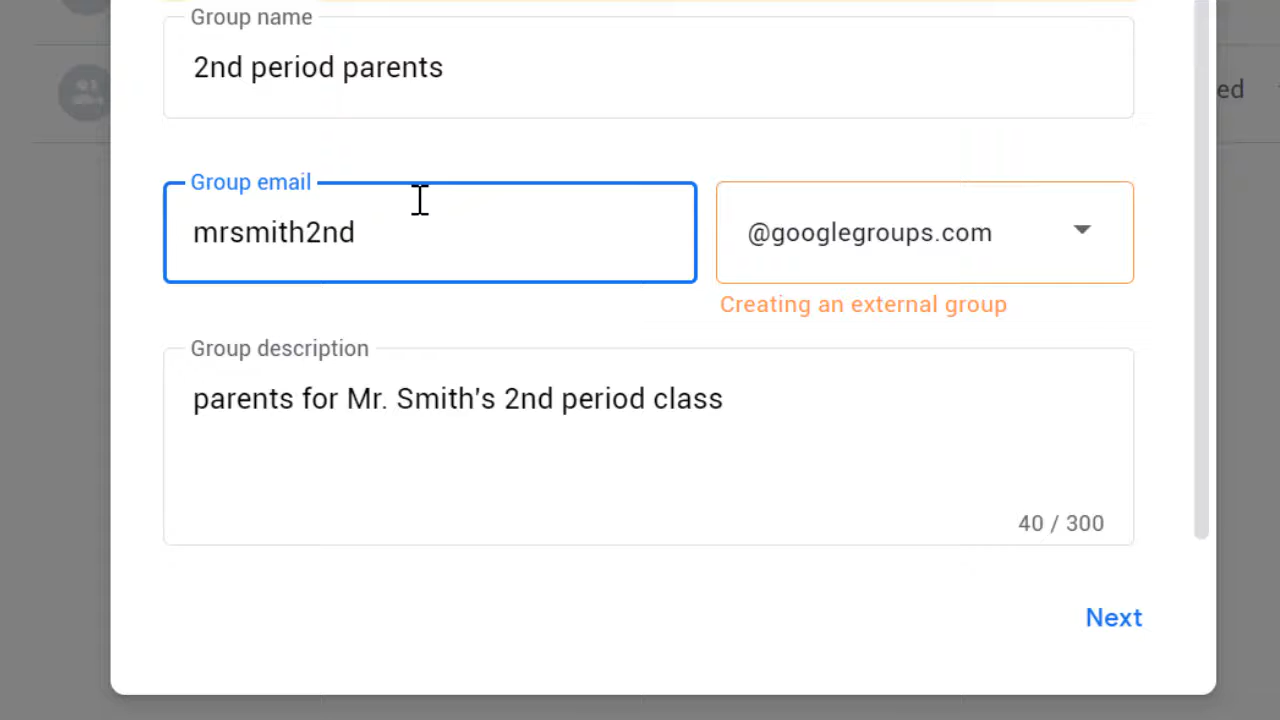 Group name
2nd period parents
ed
Group email
mrsmith2nd
@googlegroups.com
Creating an external group
Group description
parents for Mr. Smith's 2nd period class
40 / 300
Next